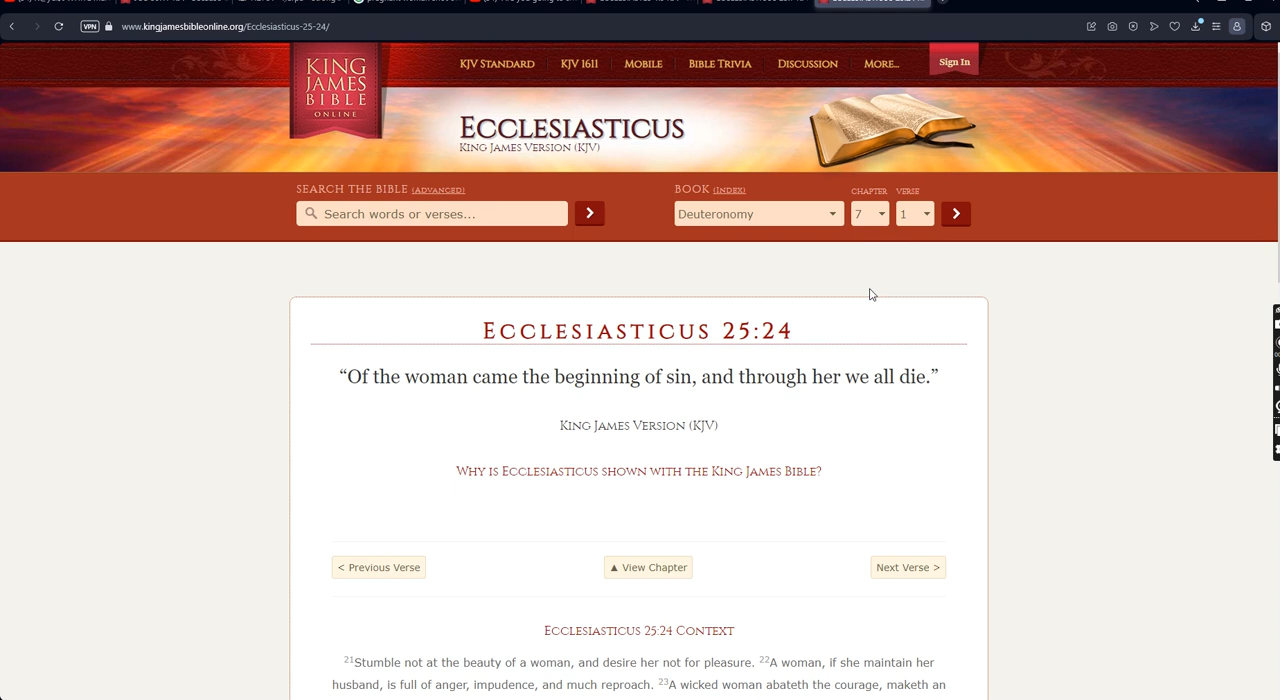 VPN
www.kingjamesbibleonline.org/Ecclesiasticus-25-24/
KING
JAMES
BIBLE
ONLINE
KJV STANDARD KJV 1611 MOBILE BIBLE TRIVIA DISCUSSION MORE... Sign In
ECCLESIASTICUS
KING JAMES VERSION (KJV)
SEARCH THE BIBLE (ADVANCED) BOOK (INDEX) CHAPTER VERSE
Search words or verses... Deuteronomy 7 1
ECCLESIASTICUS 25:24
“Of the woman came the beginning of sin, and through her we all die.”
KING JAMES VERSION (KJV)
WHY IS ECCLESIASTICUS SHOWN WITH THE KING JAMES BIBLE?
< Previous Verse ▲ View Chapter Next Verse >
ECCLESIASTICUS 25:24 CONTEXT
21Stumble not at the beauty of a woman, and desire her not for pleasure. 22A woman, if she maintain her
husband, is full of anger, impudence, and much reproach. 23A wicked woman abateth the courage, maketh an